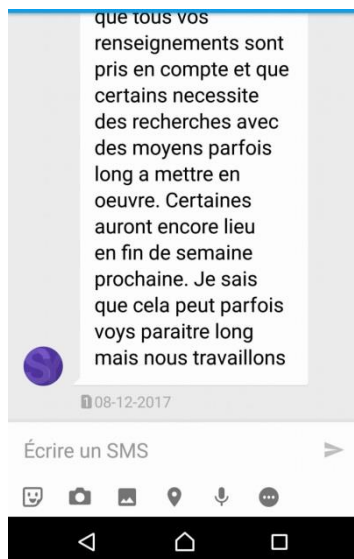 que tous vos
renseignements sont
pris en compte et que
certains necessite
des recherches avec
des moyens parfois
long a mettre en
oeuvre. Certaines
auront encore lieu
en fin de semaine
prochaine. Je sais
que cela peut parfois
voys paraitre long
mais nous travaillons
S
1 08-12-2017
Écrire un SMS